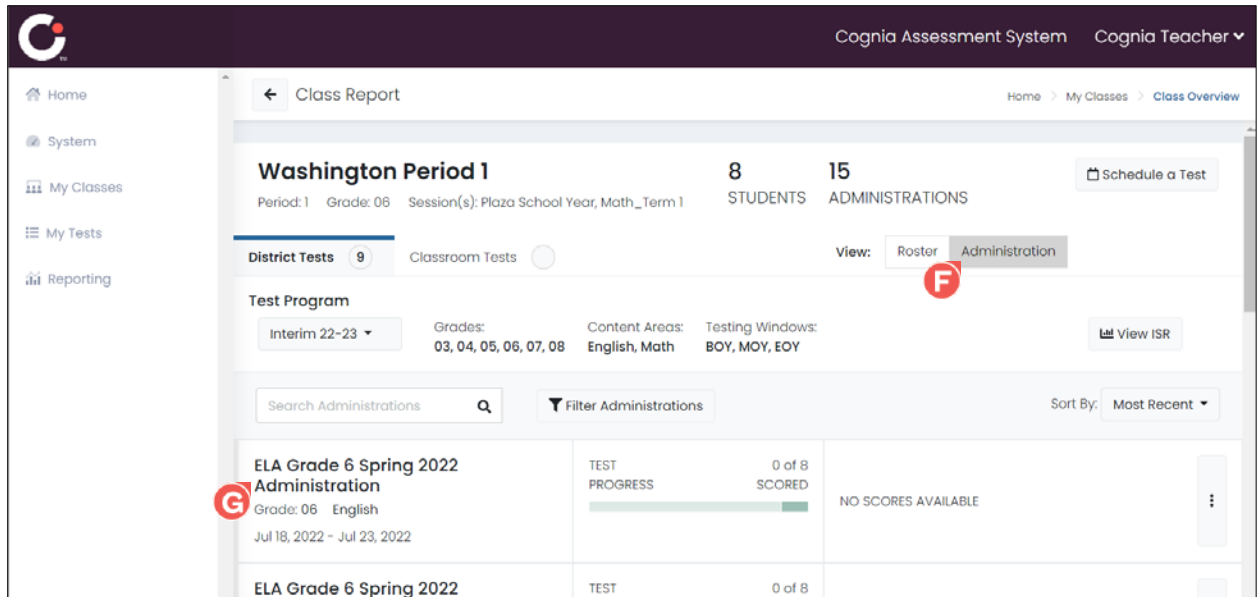 Cognia Assessment System Cognia Teacher
Home
System
My Classes
My Tests
Reporting
Class Report
Home > My Classes > Class Overview
Washington Period 1
Period: 1 Grade: 06 Session(s): Plaza School Year, Math_Term 1
8
STUDENTS
15
ADMINISTRATIONS
Schedule a Test
District Tests 9
Classroom Tests
View: Roster Administration
F
Test Program
Interim 22-23
Grades:
03, 04, 05, 06, 07, 08
Content Areas:
English, Math
Testing Windows:
BOY, MOY, EOY
View ISR
Search Administrations
Filter Administrations
Sort By: Most Recent
G
ELA Grade 6 Spring 2022
Administration
Grade: 06 English
Jul 18, 2022 - Jul 23, 2022
TEST
PROGRESS
0 of 8
SCORED
NO SCORES AVAILABLE
ELA Grade 6 Spring 2022
TEST
0 of 8